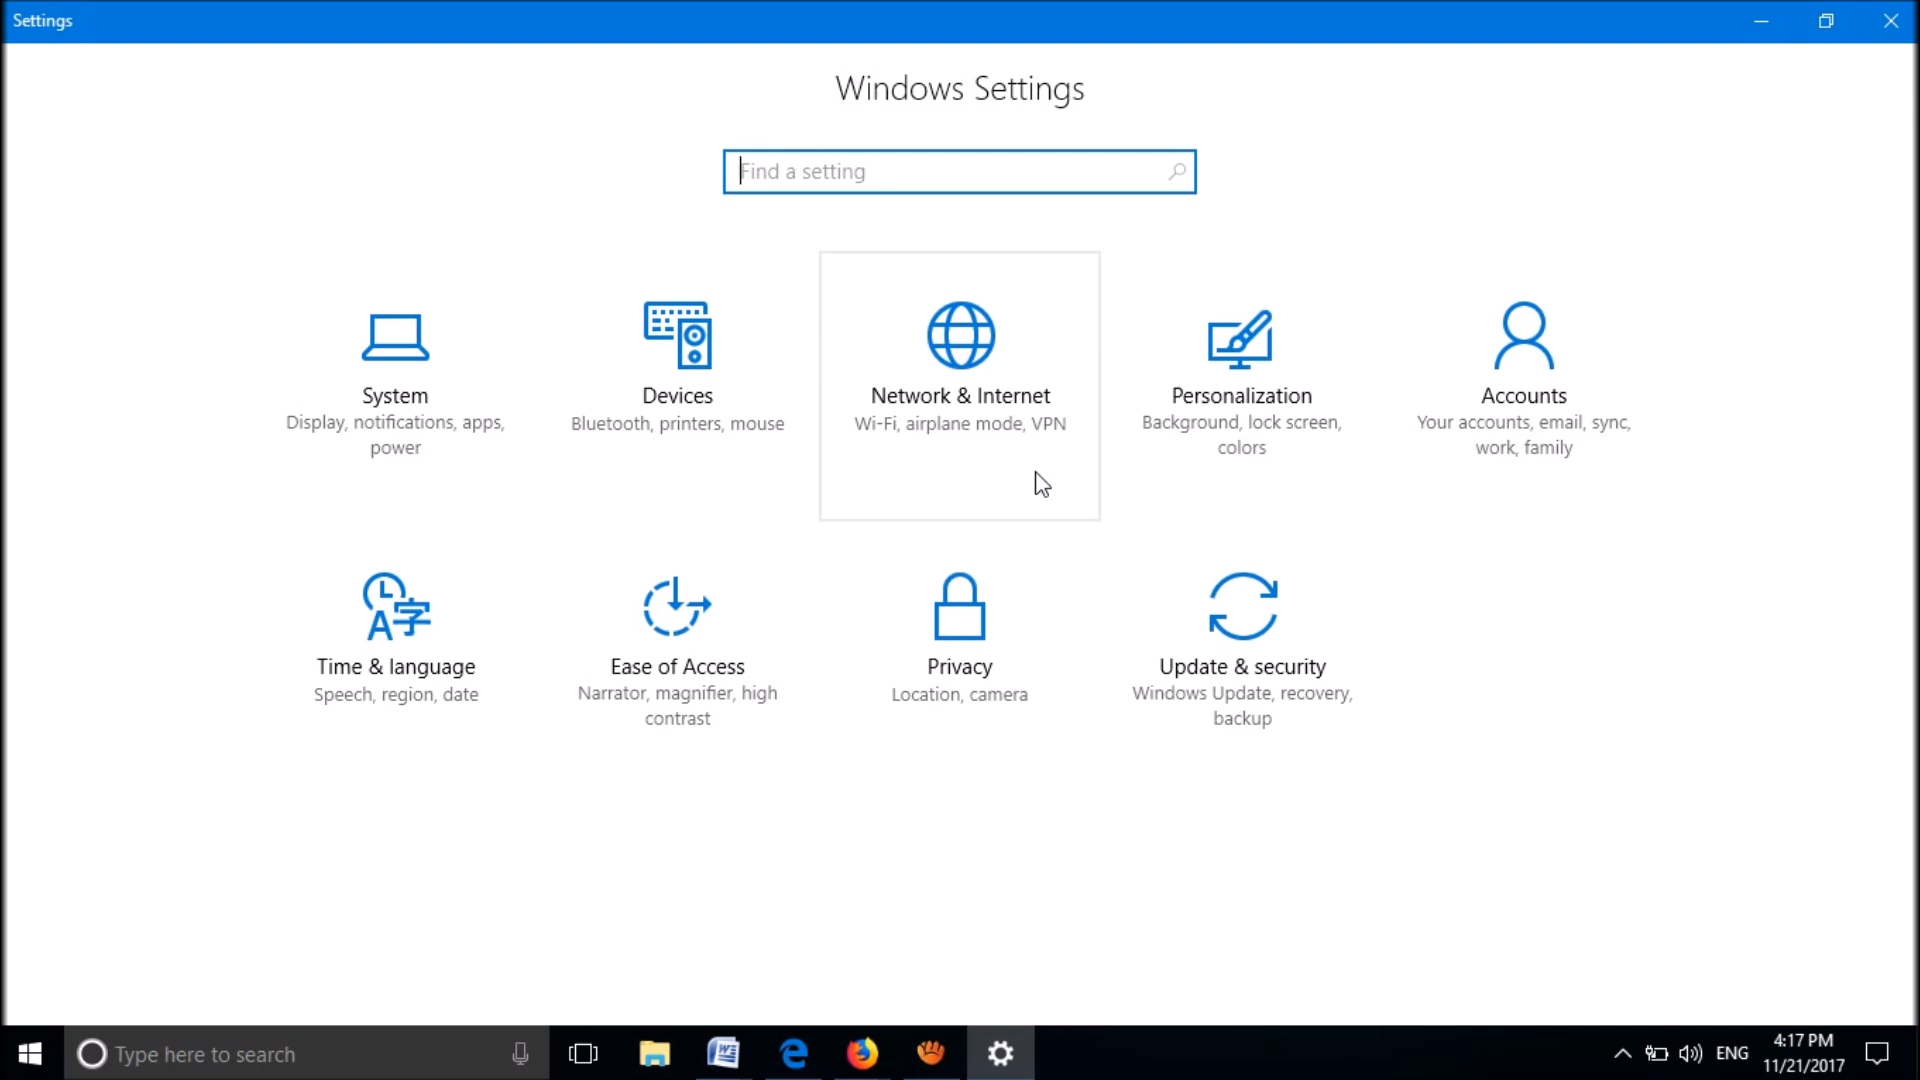 Settings
Windows Settings
Find a setting
System
Display, notifications, apps,
power
Devices
Bluetooth, printers, mouse
Network & Internet
Wi-Fi, airplane mode, VPN
Personalization
Background, lock screen,
colors
Accounts
Your accounts, email, sync,
work, family
Time & language
Speech, region, date
Ease of Access
Narrator, magnifier, high
contrast
Privacy
Location, camera
Update & security
Windows Update, recovery,
backup
Type here to search
ENG
4:17 PM
11/21/2017